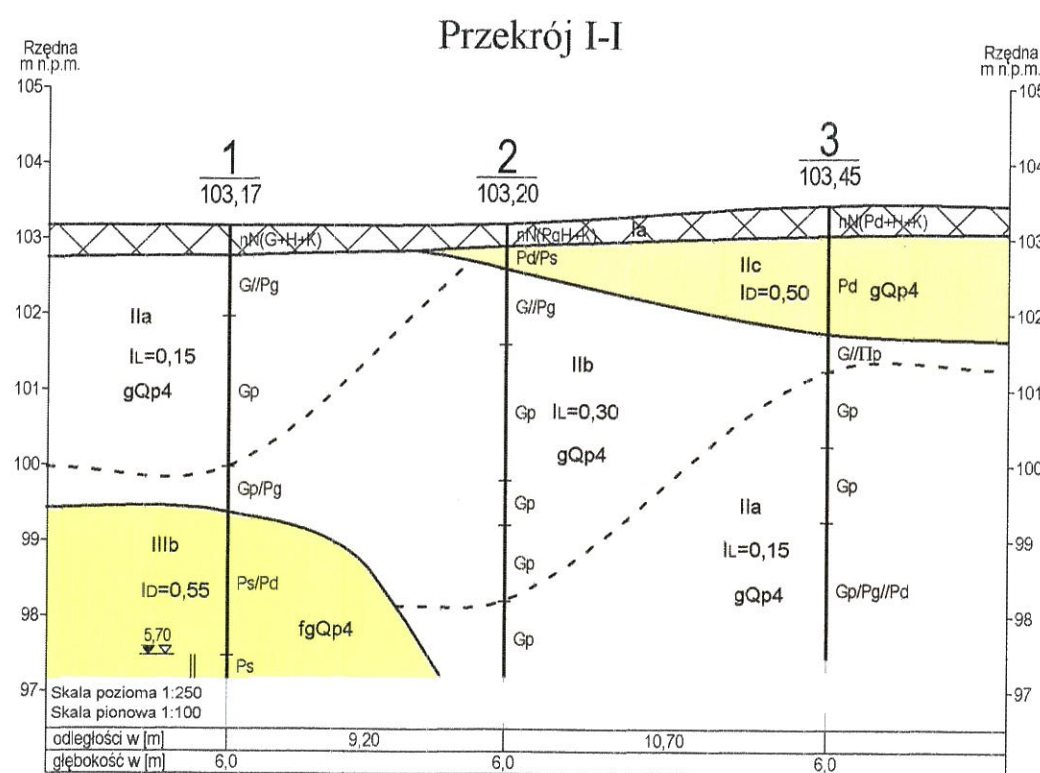 Przekrój I-I
Rzędna
m n.p.m.
Rzędna
m n.p.m.
105
105
104
104
103
103
102
102
101
101
100
100
99
99
98
98
97
97
1
103,17
2
103,20
3
103,45
nN(G+H+K)
nN(PgH+K)
Ia
nN(Pd+H+K)
Pd/Ps
G//Pg
G//Pg
IIc
ID=0,50
Pd
gQp4
IIa
IL=0,15
gQp4
IIb
IL=0,30
gQp4
G//Πp
Gp
Gp
Gp
Gp/Pg
Gp
Gp
Gp
Gp
IIa
IL=0,15
gQp4
Gp/Pg//Pd
IIIb
ID=0,55
Ps/Pd
fgQp4
5,70
Ps
Skala pozioma 1:250
Skala pionowa 1:100
odległości w [m] 9,20 10,70
głębokość w [m] 6,0 6,0 6,0